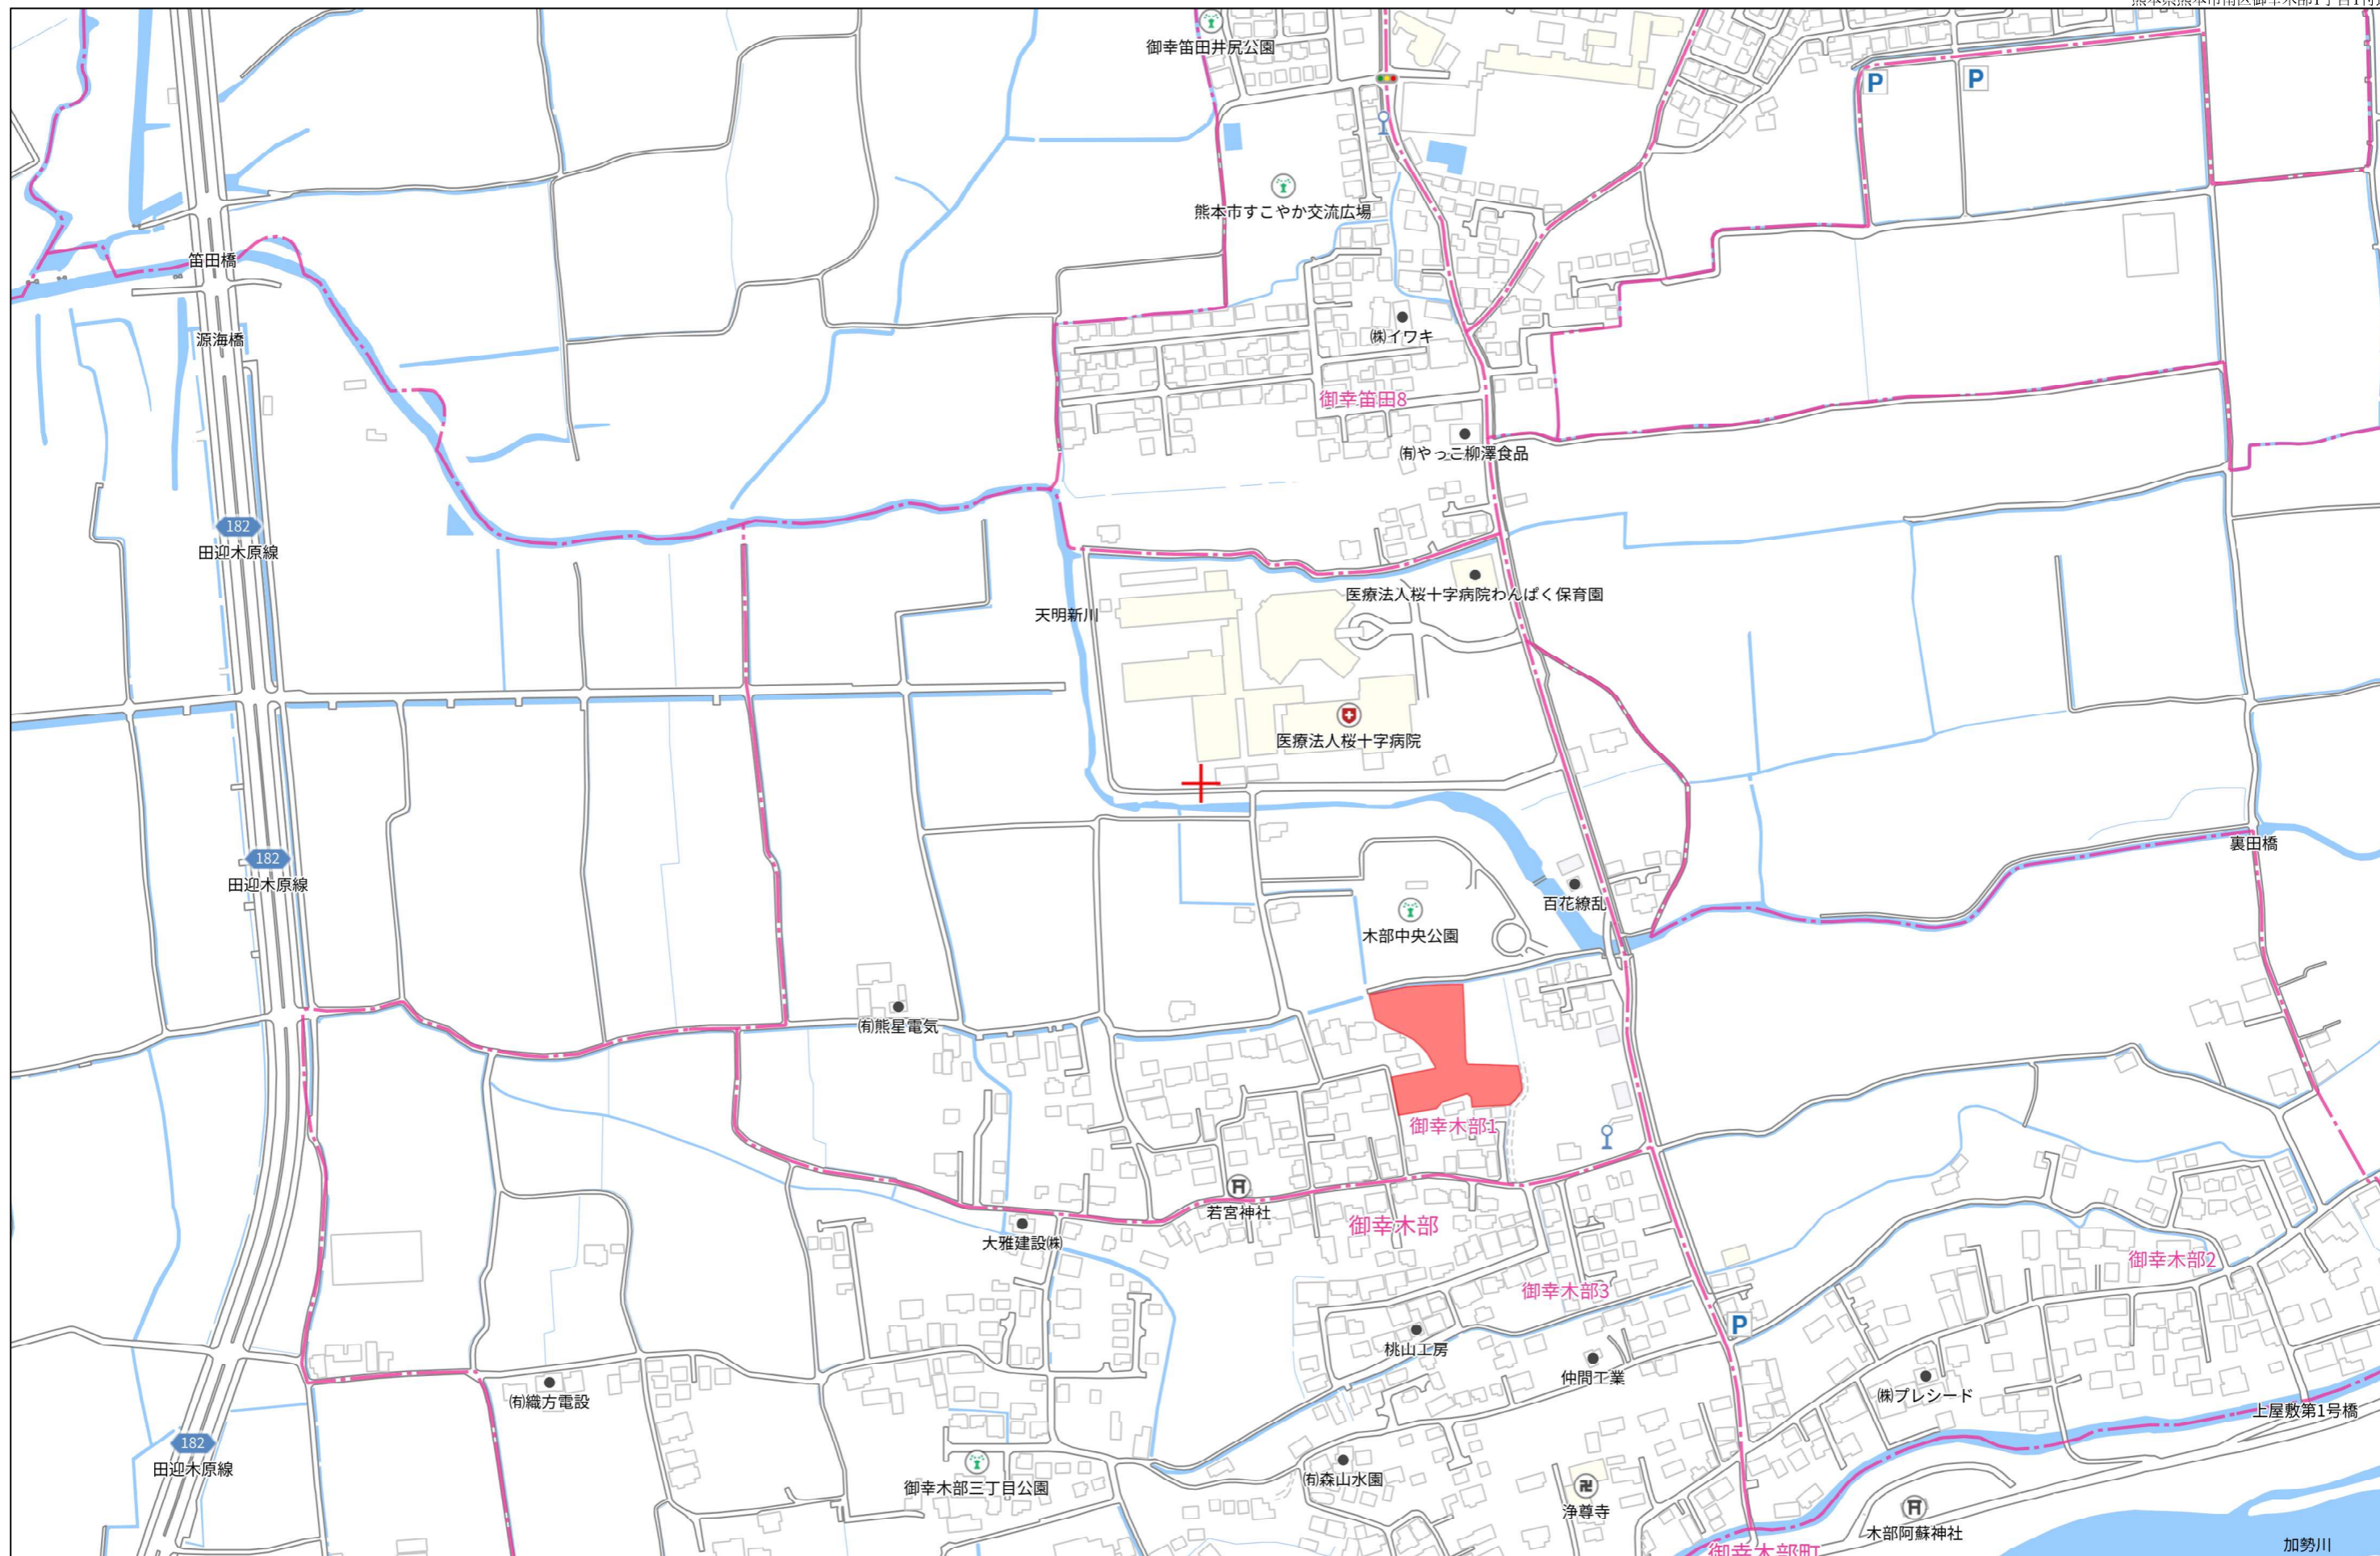 御幸笛田井尻公園
P
P
熊本市すこやか交流広場
笛田橋
源海橋
㈱イワキ
御幸笛田8
㈲やっこ柳澤食品
182
田迎木原線
医療法人桜十字病院わんぱく保育園
天明新川
医療法人桜十字病院
裏田橋
182
田迎木原線
百花繚乱
木部中央公園
㈲熊星電気
御幸木部1
若宮神社
御幸木部
大雅建設㈱
御幸木部2
御幸木部3
P
桃山工房
仲間工業
㈱プレシード
㈲織方電設
上屋敷第1号橋
182
田迎木原線
御幸木部三丁目公園
㈲森山水園
浄尊寺
木部阿蘇神社
加勢川
御幸木部町